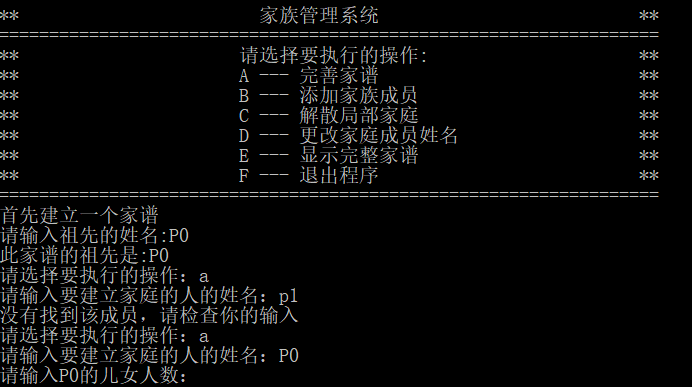 **                        家族管理系统                          **
==================================================================
**                      请选择要执行的操作:                     **
**                      A --- 完善家谱                          **
**                      B --- 添加家族成员                      **
**                      C --- 解散局部家庭                      **
**                      D --- 更改家庭成员姓名                  **
**                      E --- 显示完整家谱                      **
**                      F --- 退出程序                          **
==================================================================
首先建立一个家谱
请输入祖先的姓名:P0
此家谱的祖先是:P0
请选择要执行的操作：a
请输入要建立家庭的人的姓名：p1
没有找到该成员，请检查你的输入
请选择要执行的操作：a
请输入要建立家庭的人的姓名：P0
请输入P0的儿女人数：